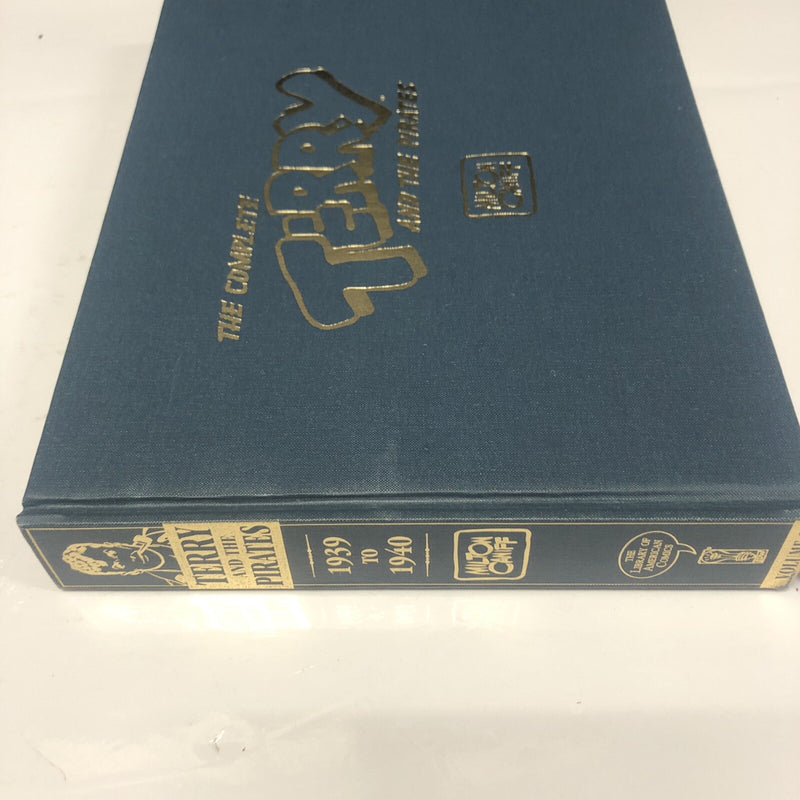 THE COMPLETE
TERRY
AND THE PIRATES
MILTON
CANIFF
TERRY
AND THE
PIRATES
1939
TO
1940
MILTON
CANIFF
THE
LIBRARY OF
AMERICAN
COMICS
VOLUME